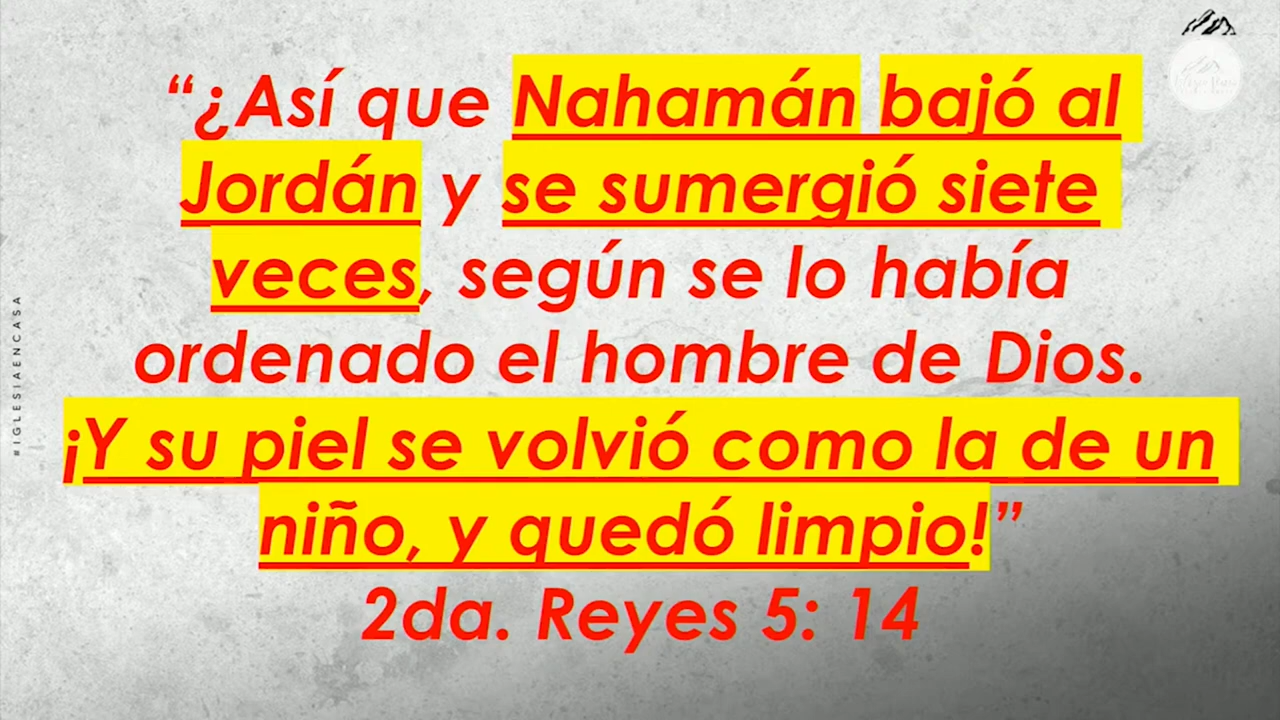 “¿Así que Nahamán bajó al
Jordán y se sumergió siete
veces, según se lo había
ordenado el hombre de Dios.
¡Y su piel se volvió como la de un
niño, y quedó limpio!”
2da. Reyes 5: 14
#IGLESIAENCASA